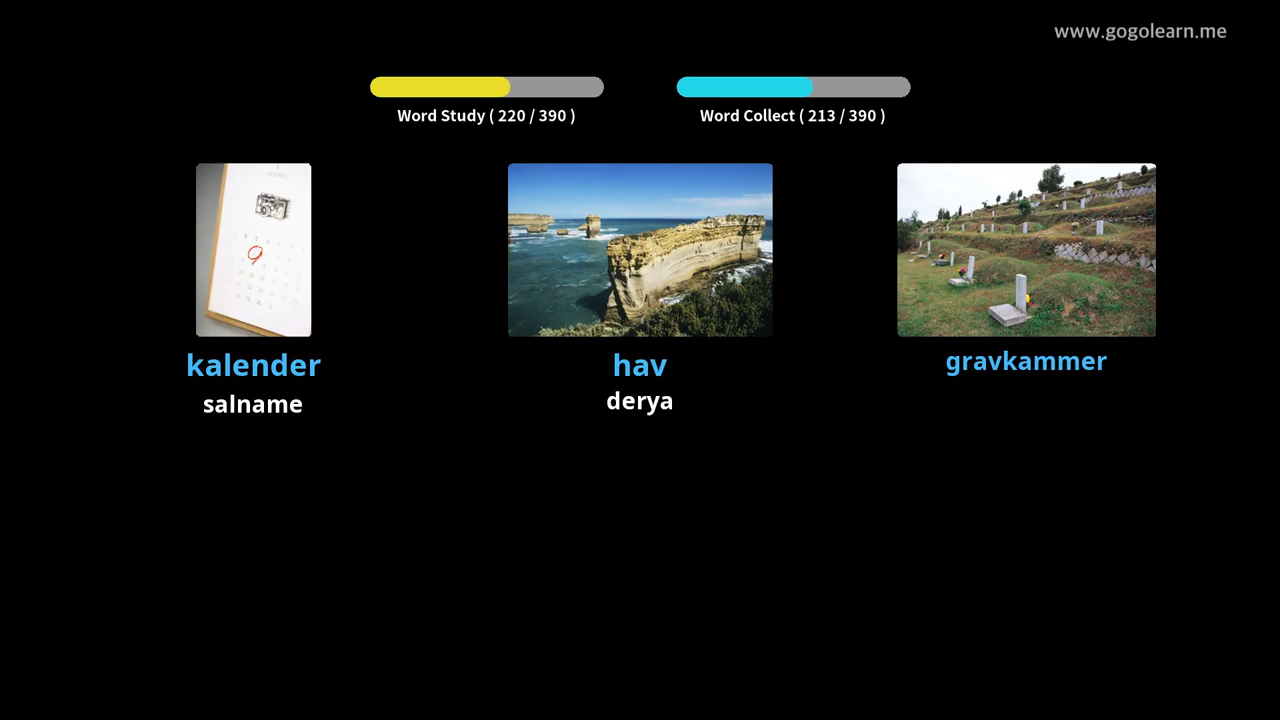 www.gogolearn.me
Word Study ( 220 / 390 )
Word Collect ( 213 / 390 )
kalender
salname
hav
derya
gravkammer